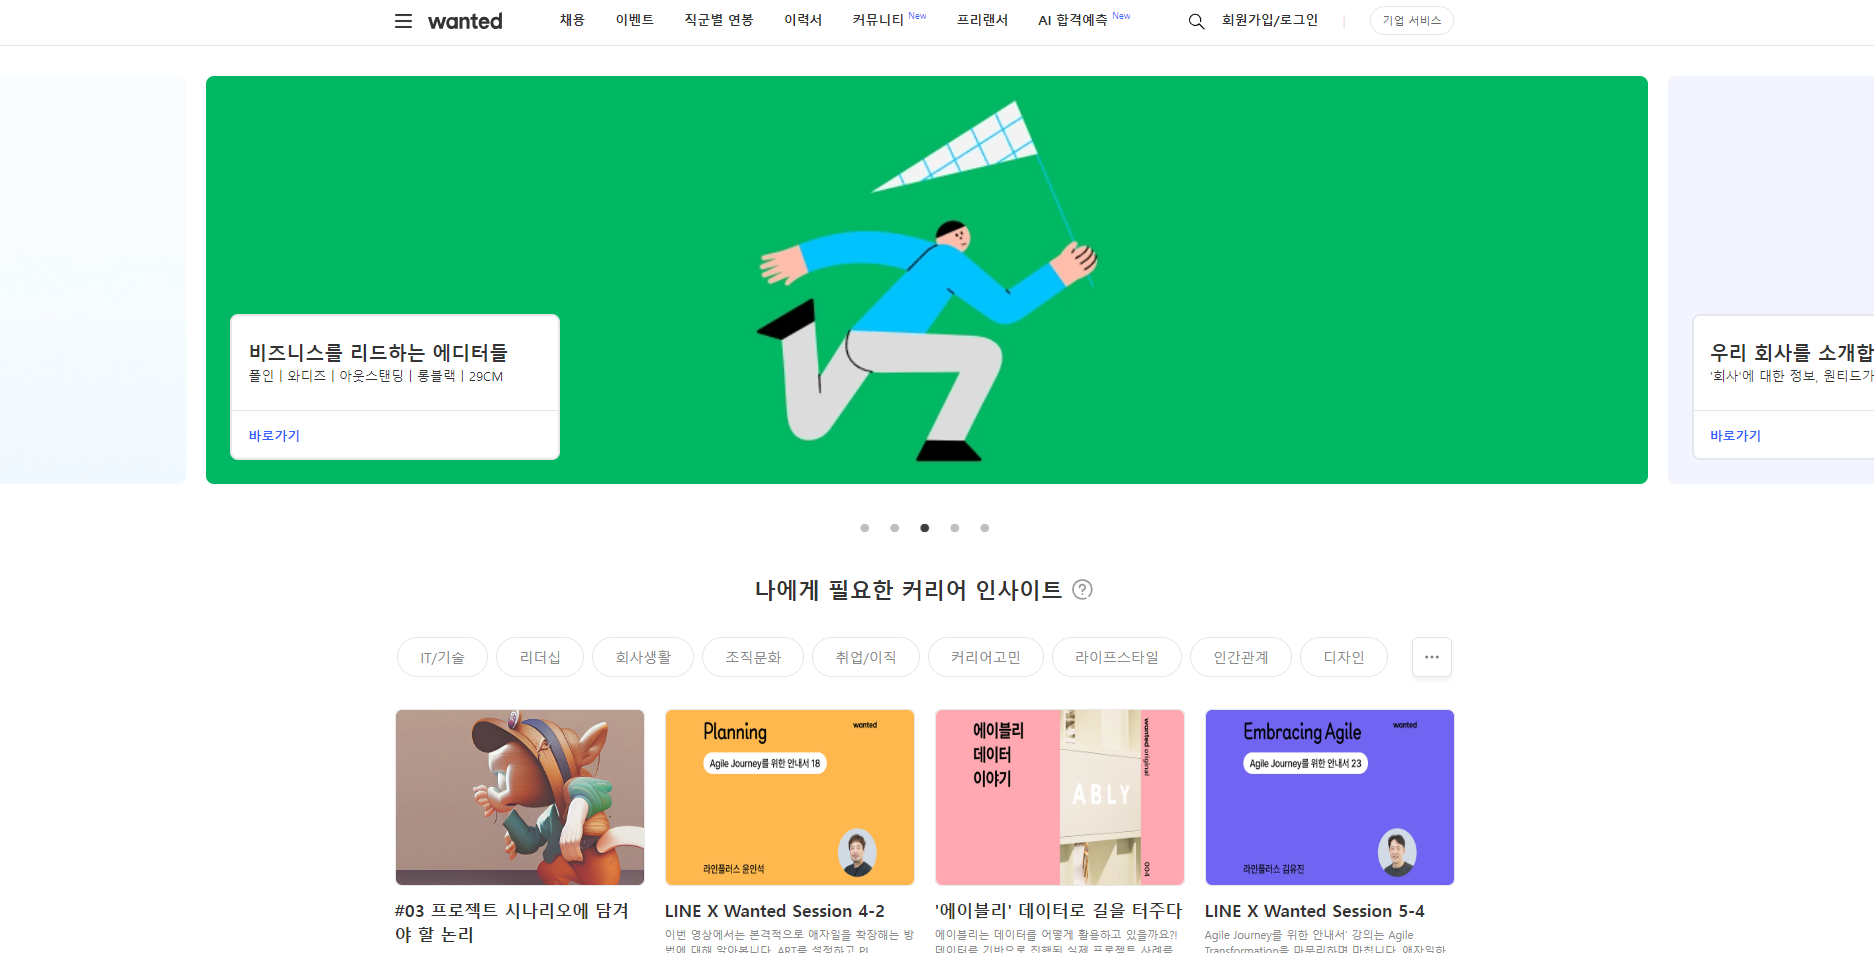 wanted
채용 이벤트 직군별 연봉 이력서 커뮤니티 New 프리랜서 AI 합격예측 New
회원가입/로그인 | 기업 서비스
비즈니스를 리드하는 에디터들
폴인 | 와디즈 | 아웃스탠딩 | 롱블랙 | 29CM
바로가기
우리 회사를 소개합
'회사'에 대한 정보, 원티드가
바로가기
나에게 필요한 커리어 인사이트 ?
IT/기술 리더십 회사생활 조직문화 취업/이직 커리어고민 라이프스타일 인간관계 디자인 ···
Planning
wanted
Agile Journey를 위한 안내서 18
라인플러스 윤인석
에이블리
데이터
이야기
wanted original
ABLY
004
Embracing Agile
wanted
Agile Journey를 위한 안내서 23
라인플러스 김유진
#03 프로젝트 시나리오에 담겨
야 할 논리
LINE X Wanted Session 4-2
이번 영상에서는 본격적으로 애자일을 확장해는 방
법에 대해 알아봅니다. ART를 설정하고 PI
'에이블리' 데이터로 길을 터주다
에이블리는 데이터를 어떻게 활용하고 있을까요?!
데이터를 기반으로 진행된 실제 프로젝트 사례를
LINE X Wanted Session 5-4
Agile Journey를 위한 안내서' 강의는 Agile
Transformation을 마무리하며 마칩니다. 애자일한